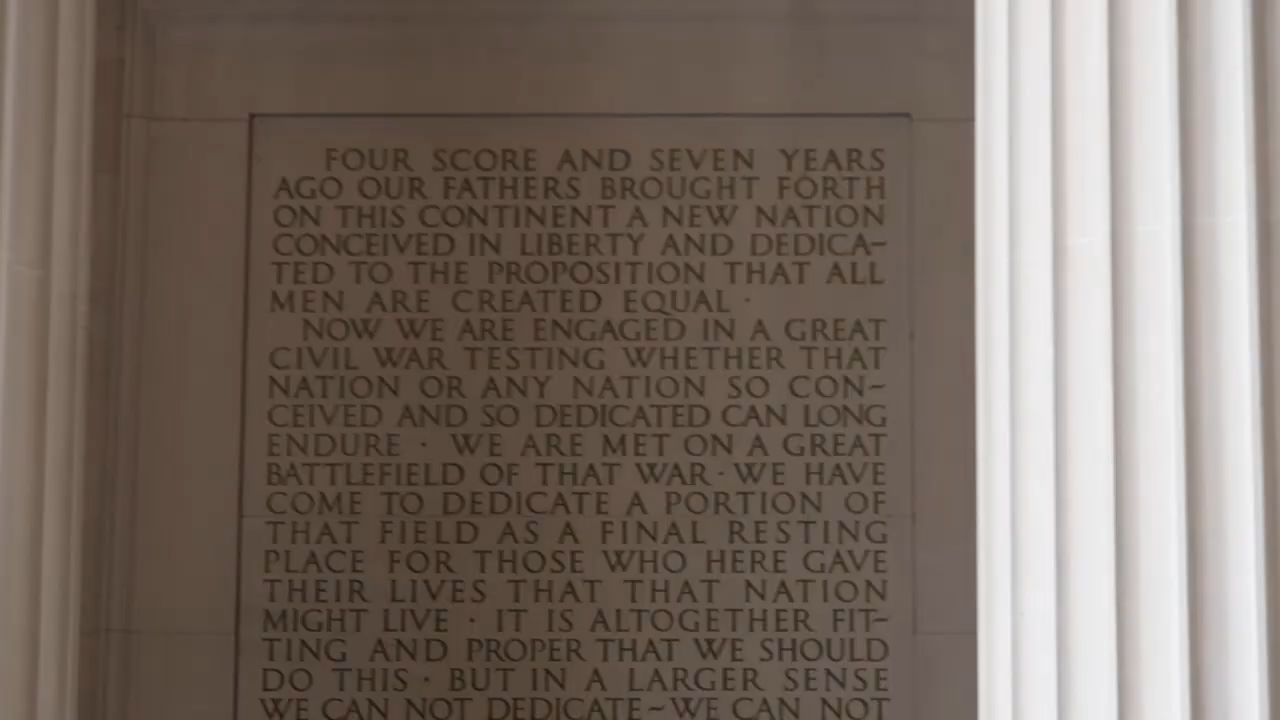 FOUR SCORE AND SEVEN YEARS
AGO OUR FATHERS BROUGHT FORTH
ON THIS CONTINENT A NEW NATION
CONCEIVED IN LIBERTY AND DEDICA–
TED TO THE PROPOSITION THAT ALL
MEN ARE CREATED EQUAL ·
NOW WE ARE ENGAGED IN A GREAT
CIVIL WAR TESTING WHETHER THAT
NATION OR ANY NATION SO CON–
CEIVED AND SO DEDICATED CAN LONG
ENDURE · WE ARE MET ON A GREAT
BATTLEFIELD OF THAT WAR · WE HAVE
COME TO DEDICATE A PORTION OF
THAT FIELD AS A FINAL RESTING
PLACE FOR THOSE WHO HERE GAVE
THEIR LIVES THAT THAT NATION
MIGHT LIVE · IT IS ALTOGETHER FIT–
TING AND PROPER THAT WE SHOULD
DO THIS · BUT IN A LARGER SENSE
WE CAN NOT DEDICATE–WE CAN NOT